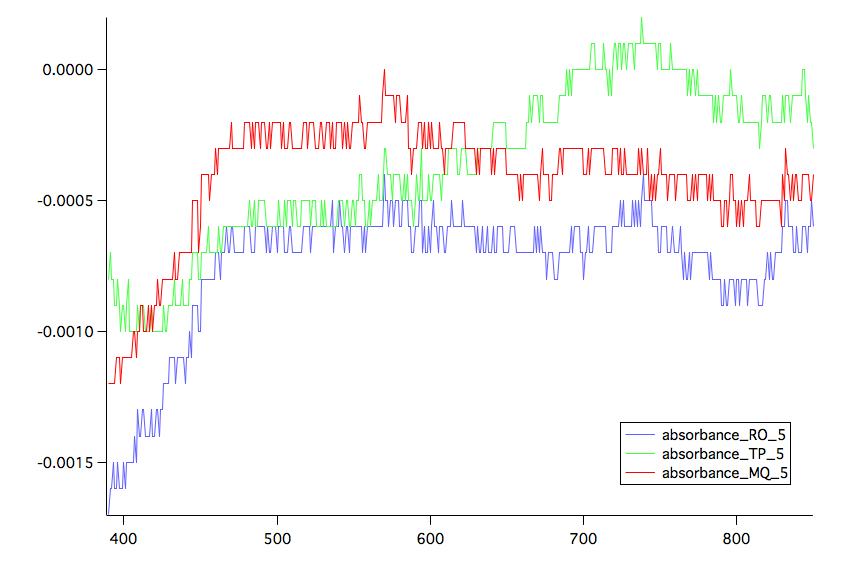 0.0000
-0.0005
-0.0010
-0.0015
400 500 600 700 800
absorbance_RO_5
absorbance_TP_5
absorbance_MQ_5